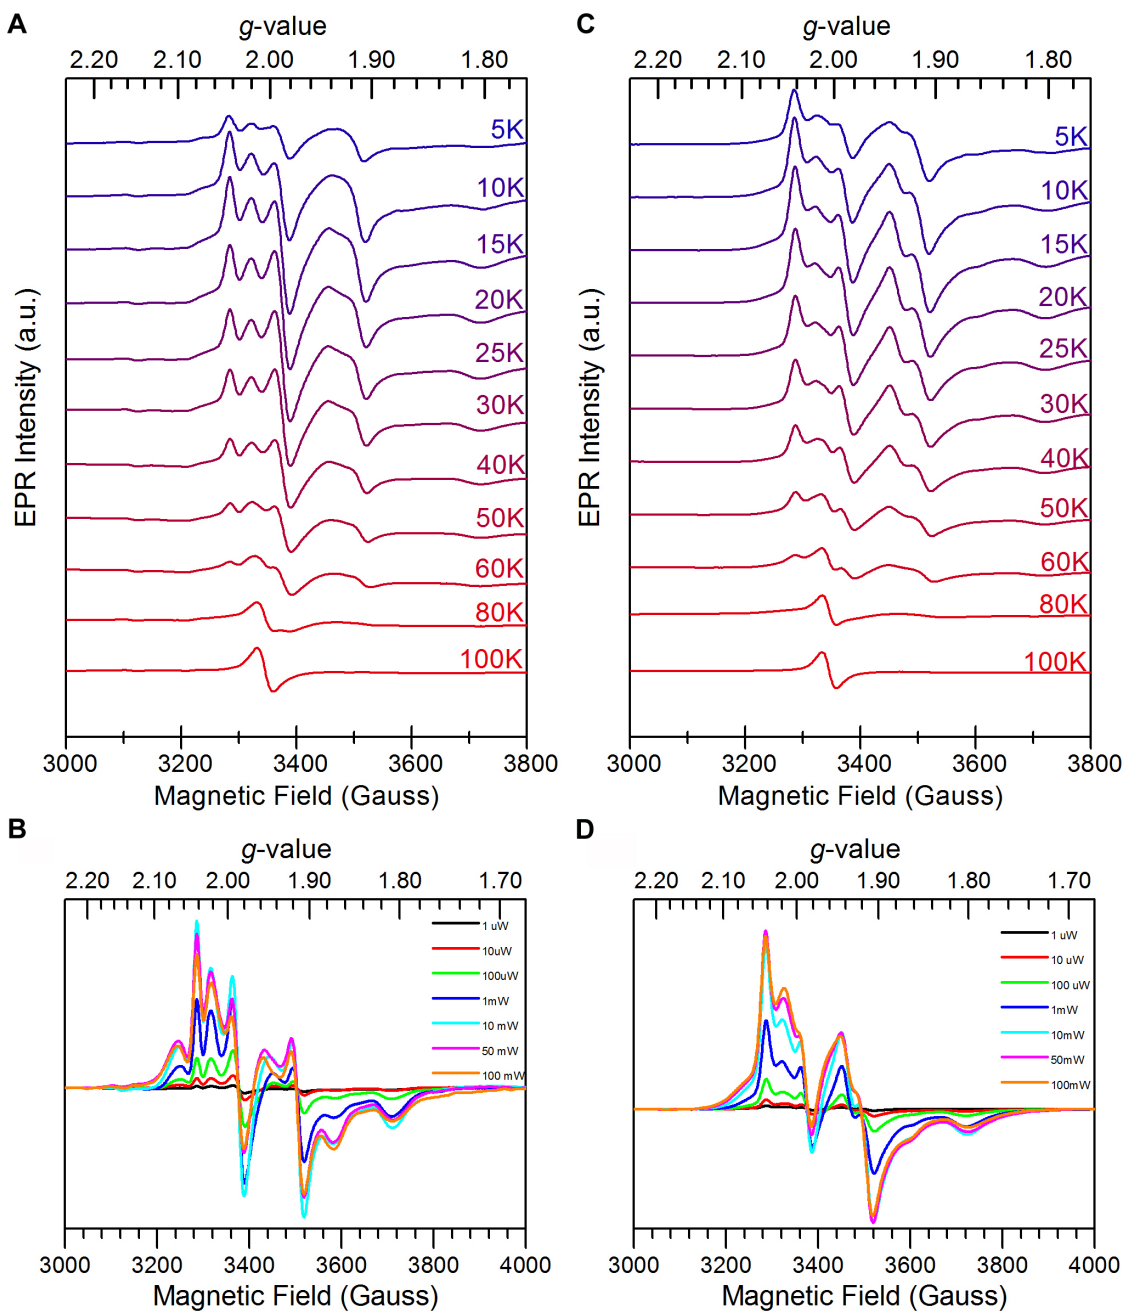 A
g-value
2.20 2.10 2.00 1.90 1.80
5K
10K
15K
20K
25K
30K
40K
50K
60K
80K
100K
EPR Intensity (a.u.)
3000 3200 3400 3600 3800
Magnetic Field (Gauss)
C
g-value
2.20 2.10 2.00 1.90 1.80
5K
10K
15K
20K
25K
30K
40K
50K
60K
80K
100K
EPR Intensity (a.u.)
3000 3200 3400 3600 3800
Magnetic Field (Gauss)
B
g-value
2.20 2.10 2.00 1.90 1.80 1.70
1 uW
10uW
100uW
1mW
10 mW
50 mW
100 mW
3000 3200 3400 3600 3800 4000
Magnetic Field (Gauss)
D
g-value
2.20 2.10 2.00 1.90 1.80 1.70
1 uW
10 uW
100 uW
1mW
10mW
50mW
100mW
3000 3200 3400 3600 3800 4000
Magnetic Field (Gauss)